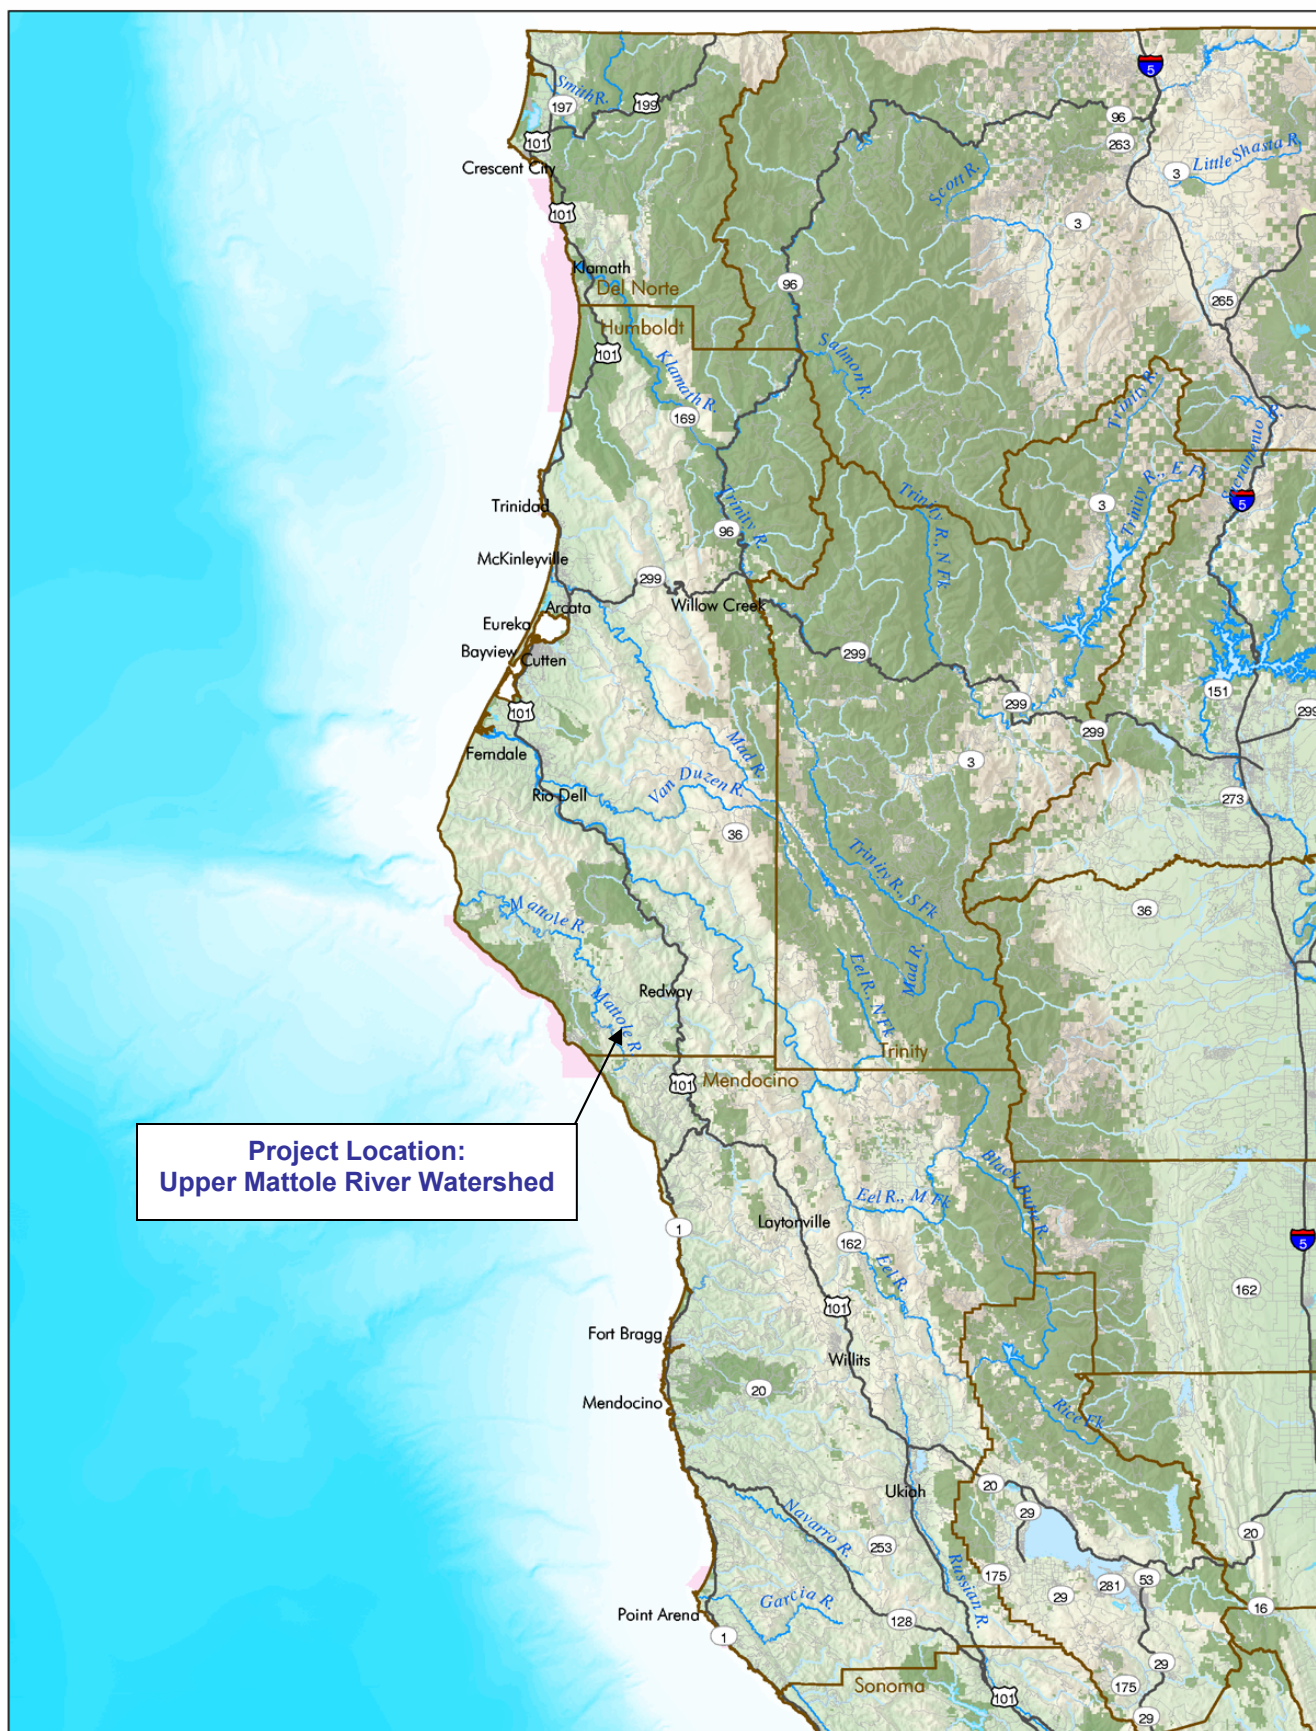 5
Smith R.
197
199
96
101
263
Little Shasta R.
3
Crescent City
Scott R.
101
3
Klamath
96
Del Norte
265
Humboldt
101
Salmon R.
Klamath R.
Trinity R.
169
Sacramento R.
Trinity R., E Fk
Trinity R., N Fk
Trinity R.
3
5
Trinidad
96
McKinleyville
299
Willow Creek
Arcata
Eureka
Bayview
299
Cutten
151
299
299
101
299
Ferndale
Mad R.
3
Van Duzen R.
Rio Dell
273
36
Trinity R., S Fk
36
Mattole R.
Mad R.
Eel R., N Fk
Redway
Mattole R.
Trinity
101
Mendocino
Project Location:
Upper Mattole River Watershed
Black Butte R.
Eel R., M Fk
Laytonville
1
162
5
Eel R.
162
101
Fort Bragg
Willits
20
Mendocino
Rice Fk
Ukiah
20
29
Navarro R.
20
253
Russian R.
175
281
53
29
Garcia R.
16
Point Arena
128
1
29
Sonoma
175
101
29